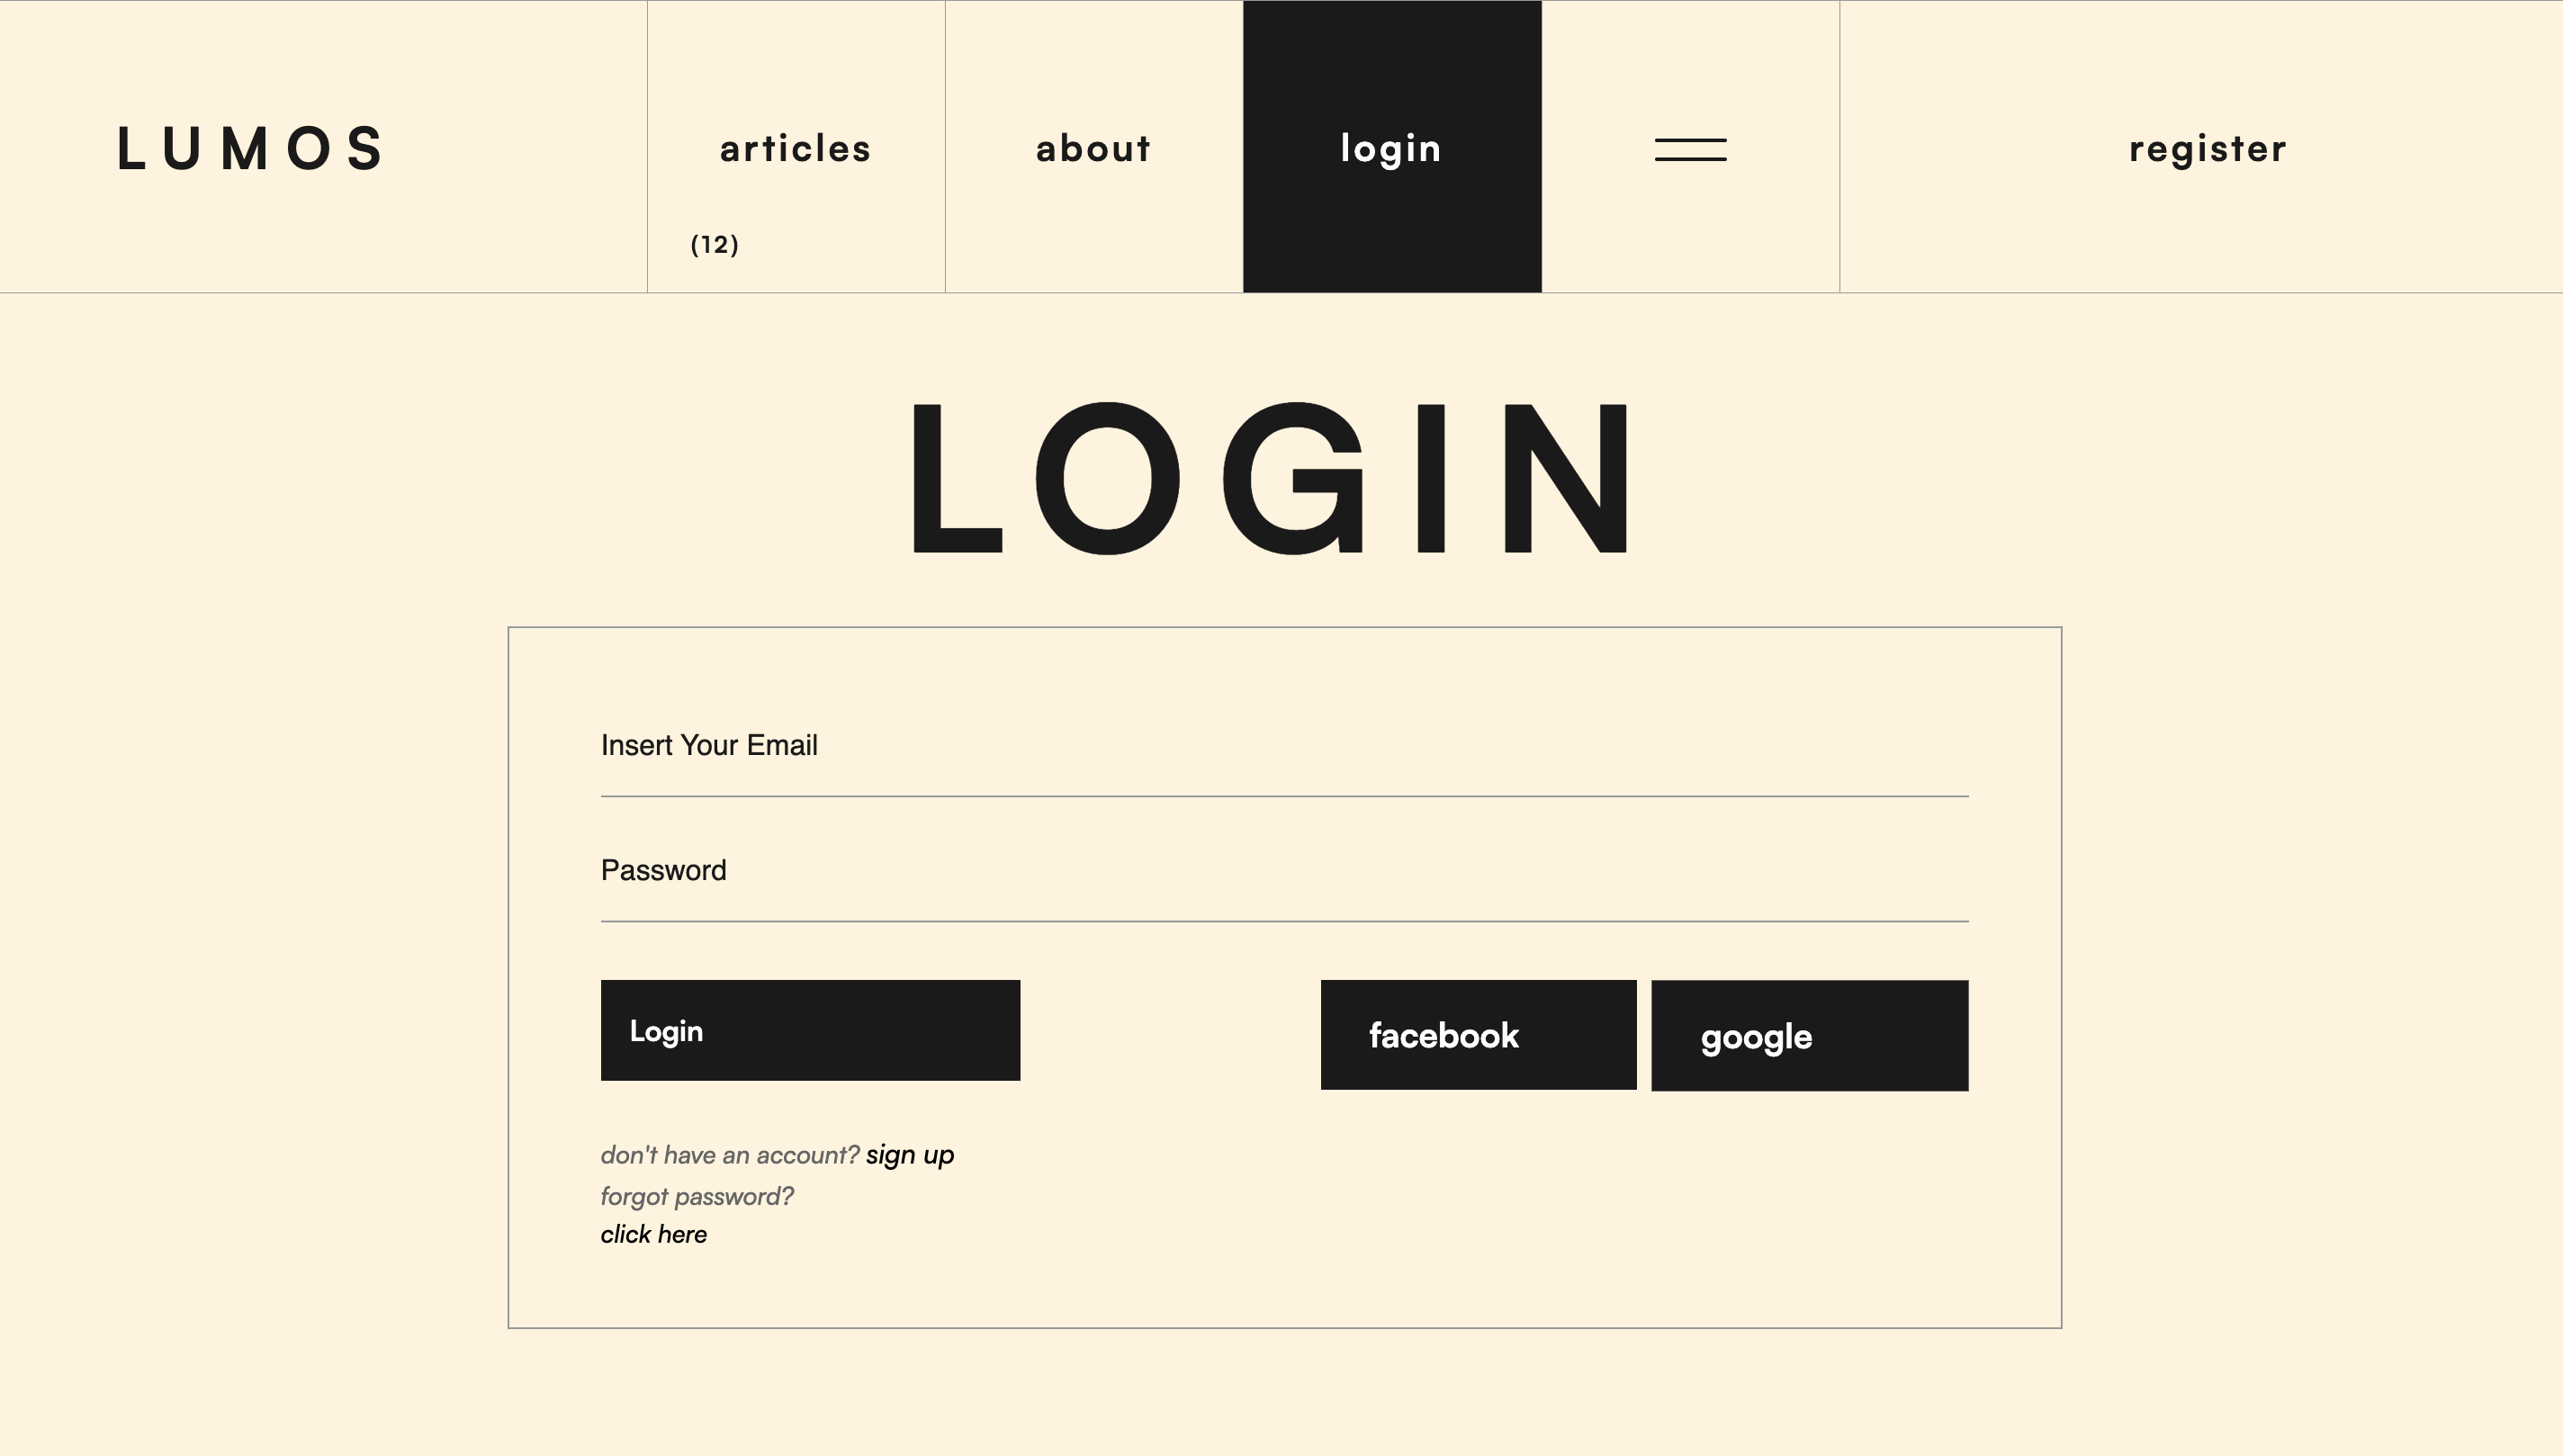 LUMOS
articles
about
login
register
(12)
LOGIN
Insert Your Email
Password
Login
facebook
google
don't have an account? sign up
forgot password?
click here